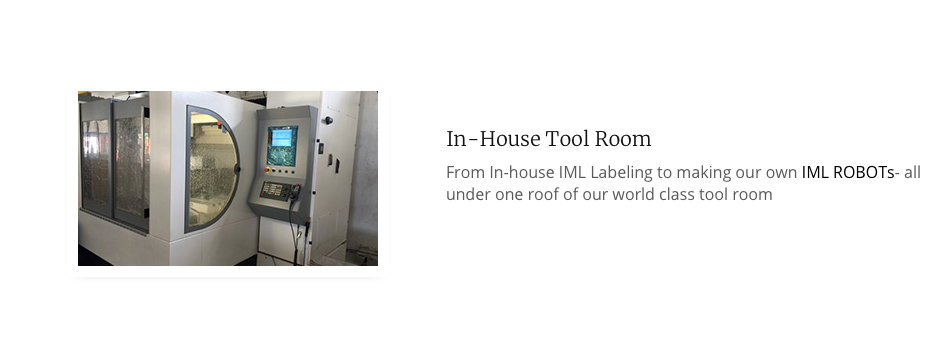 In-House Tool Room
From In-house IML Labeling to making our own IML ROBOTs- all
under one roof of our world class tool room